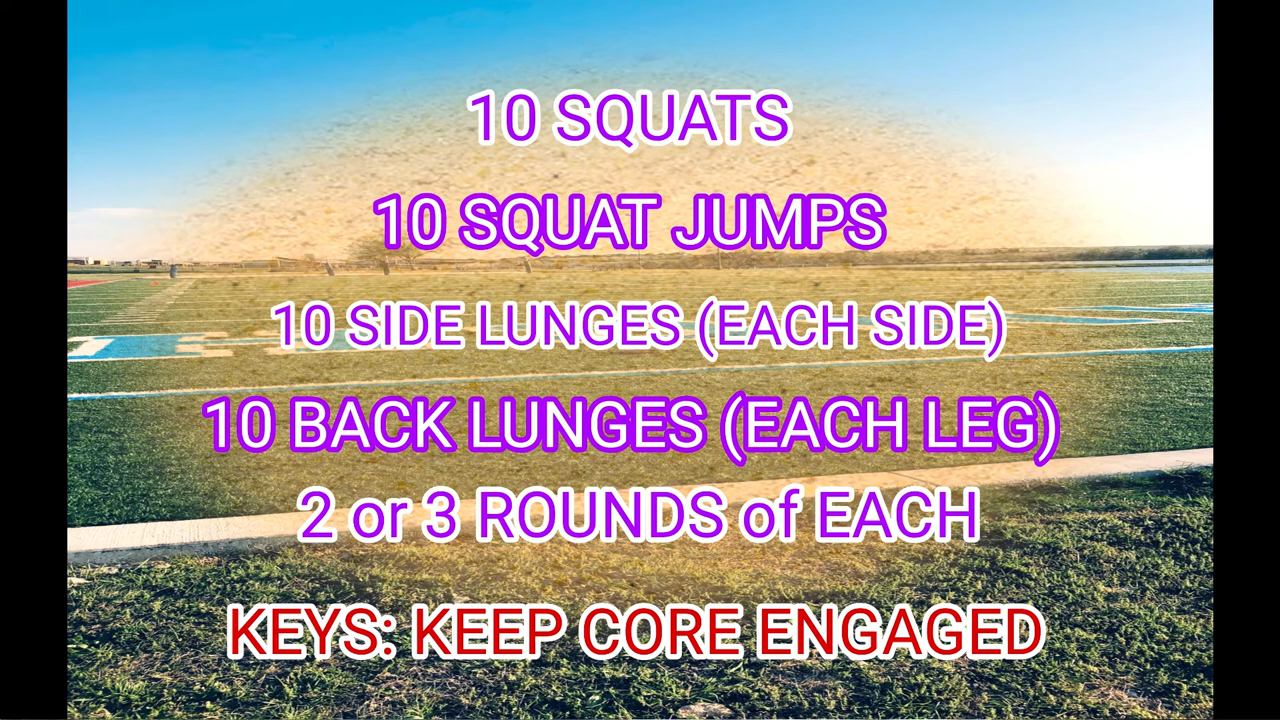 10 SQUATS
10 SQUAT JUMPS
10 SIDE LUNGES (EACH SIDE)
10 BACK LUNGES (EACH LEG)
2 or 3 ROUNDS of EACH
KEYS: KEEP CORE ENGAGED